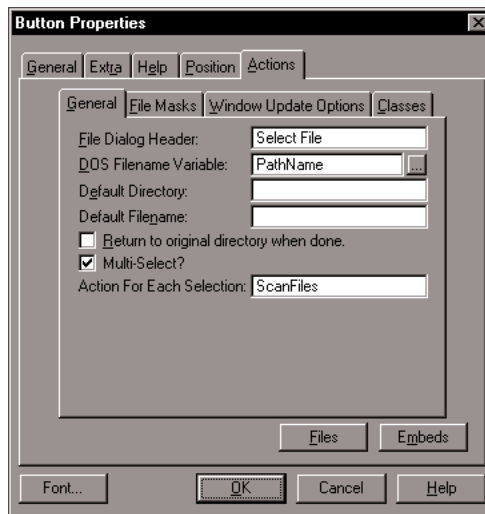 Button Properties
General Extra Help Position Actions
General File Masks Window Update Options Classes
File Dialog Header: Select File
DOS Filename Variable: PathName ...
Default Directory:
Default Filename:
Return to original directory when done.
Multi-Select?
Action For Each Selection: ScanFiles
Files Embeds
Font... OK Cancel Help